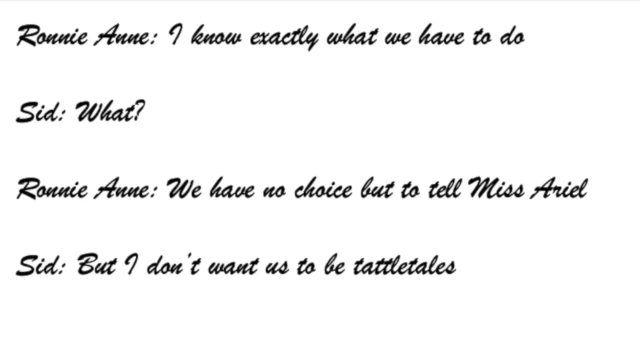 Ronnie Anne: I know exactly what we have to do
Sid: What?
Ronnie Anne: We have no choice but to tell Miss Ariel
Sid: But I don't want us to be tattletales